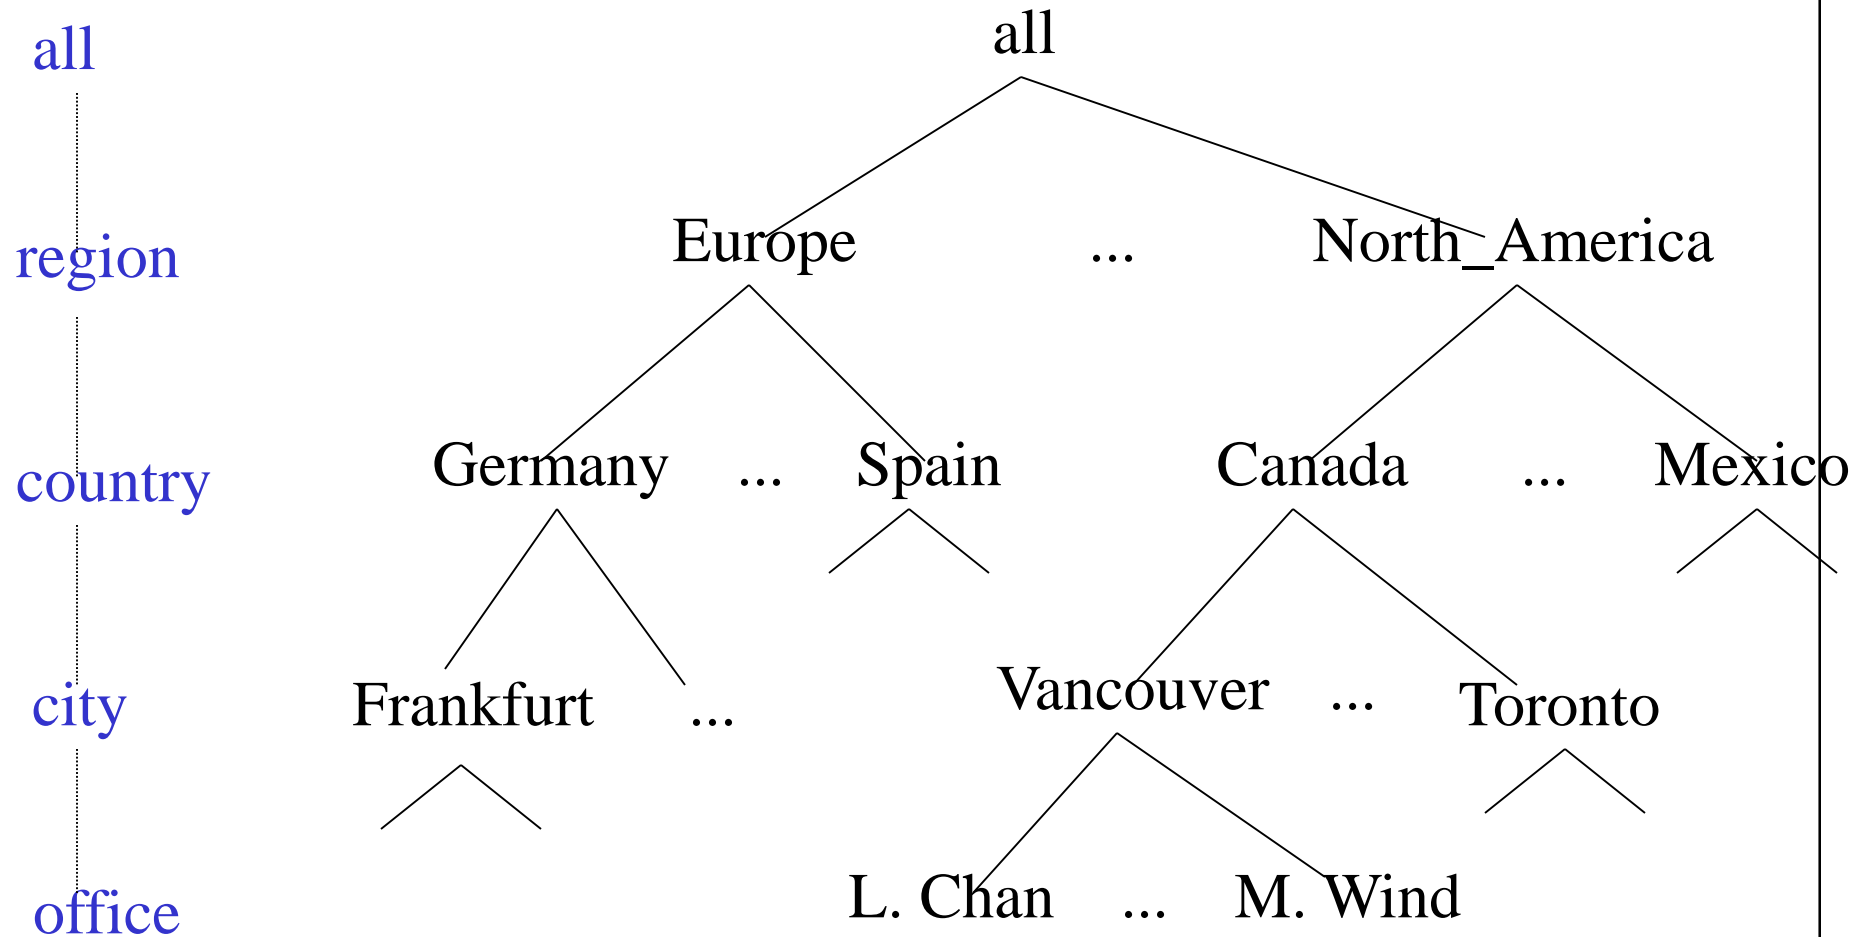 all
all
region
Europe ... North_America
country
Germany ... Spain Canada ... Mexico
city
Frankfurt ... Vancouver ... Toronto
office
L. Chan ... M. Wind